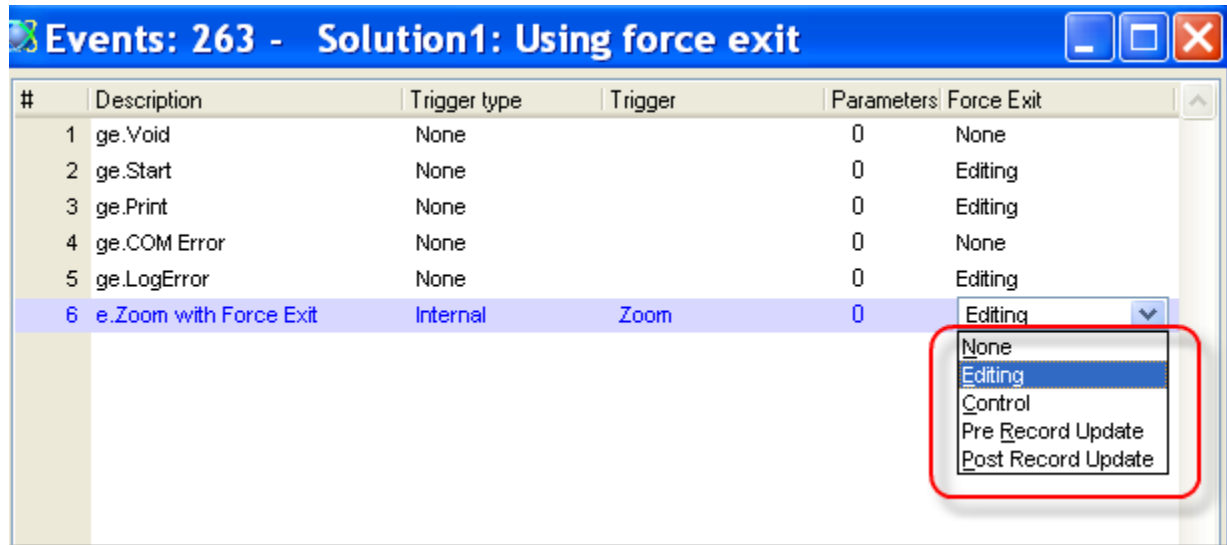 Events: 263 - Solution1: Using force exit
# Description Trigger type Trigger Parameters Force Exit
1 ge.Void None 0 None
2 ge.Start None 0 Editing
3 ge.Print None 0 Editing
4 ge.COM Error None 0 None
5 ge.LogError None 0 Editing
6 e.Zoom with Force Exit Internal Zoom 0 Editing
None
Editing
Control
Pre Record Update
Post Record Update